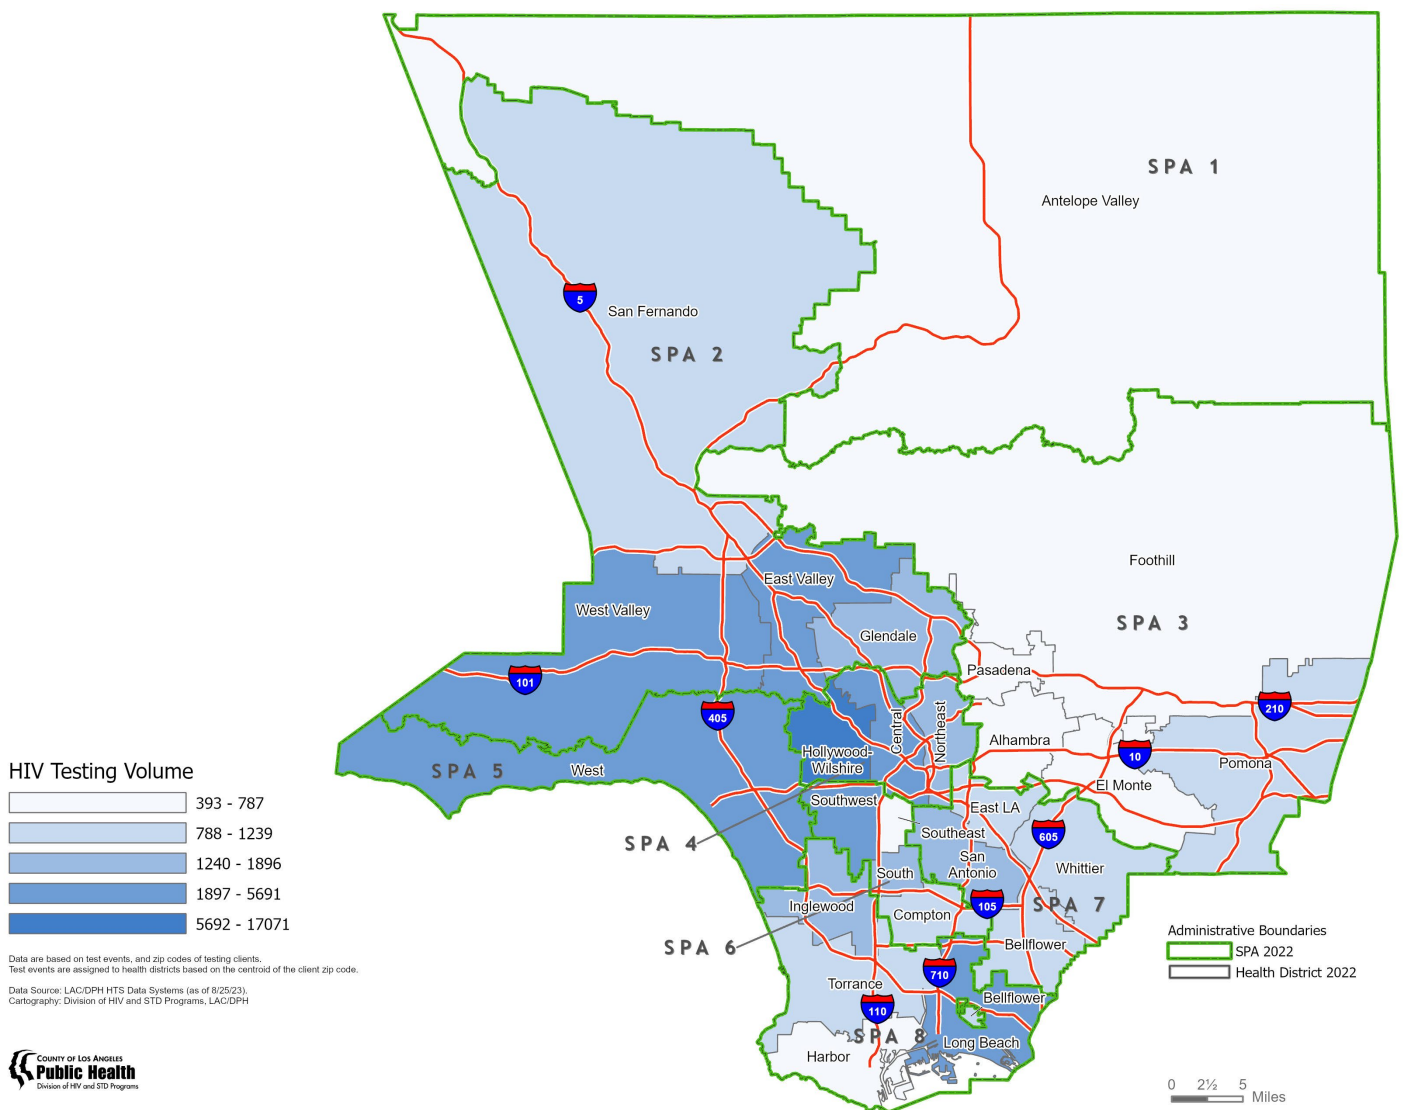 SPA 1
Antelope Valley
5
San Fernando
SPA 2
Foothill
SPA 3
East Valley
West Valley
Glendale
Pasadena
101
405
210
Central
Northeast
Alhambra
10
Hollywood-
Wilshire
Pomona
SPA 5
West
El Monte
Southwest
East LA
SPA 4
Southeast
605
San
Antonio
Whittier
South
105
SPA 7
Inglewood
Compton
SPA 6
Bellflower
710
Torrance
Bellflower
110
SPA 8
Long Beach
Harbor
HIV Testing Volume
393 - 787
788 - 1239
1240 - 1896
1897 - 5691
5692 - 17071
Data are based on test events, and zip codes of testing clients.
Test events are assigned to health districts based on the centroid of the client zip code.
Data Source: LAC/DPH HTS Data Systems (as of 8/25/23).
Cartography: Division of HIV and STD Programs, LAC/DPH
County of Los Angeles
Public Health
Division of HIV and STD Programs
Administrative Boundaries
SPA 2022
Health District 2022
0 2½ 5
Miles